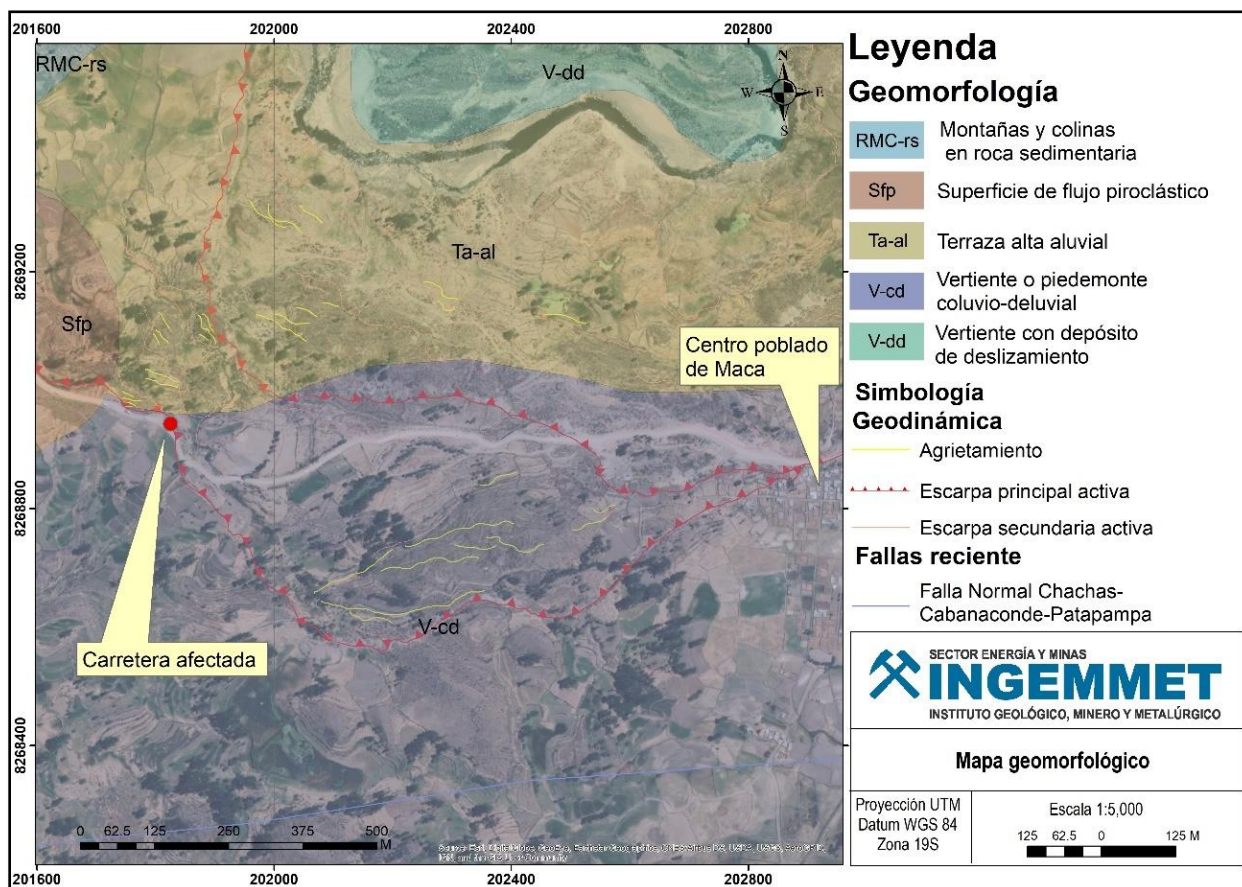 201600 202000 202400 202800
RMC-rs
V-dd
N
W E
S
Ta-al
8269200
Sfp
Centro poblado
de Maca
8268800
V-cd
Carretera afectada
8268400
0 62.5 125 250 375 500
M
201600 202000 202400 202800
Leyenda
Geomorfología
RMC-rs Montañas y colinas
en roca sedimentaria
Sfp Superficie de flujo piroclástico
Ta-al Terraza alta aluvial
V-cd Vertiente o piedemonte
coluvio-deluvial
V-dd Vertiente con depósito
de deslizamiento
Simbología
Geodinámica
Agrietamiento
Escarpa principal activa
Escarpa secundaria activa
Fallas reciente
Falla Normal Chachas-
Cabanaconde-Patapampa
SECTOR ENERGÍA Y MINAS
INGEMMET
INSTITUTO GEOLÓGICO, MINERO Y METALÚRGICO
Mapa geomorfológico
Proyección UTM
Datum WGS 84
Zona 19S
Escala 1:5,000
125 62.5 0 125 M